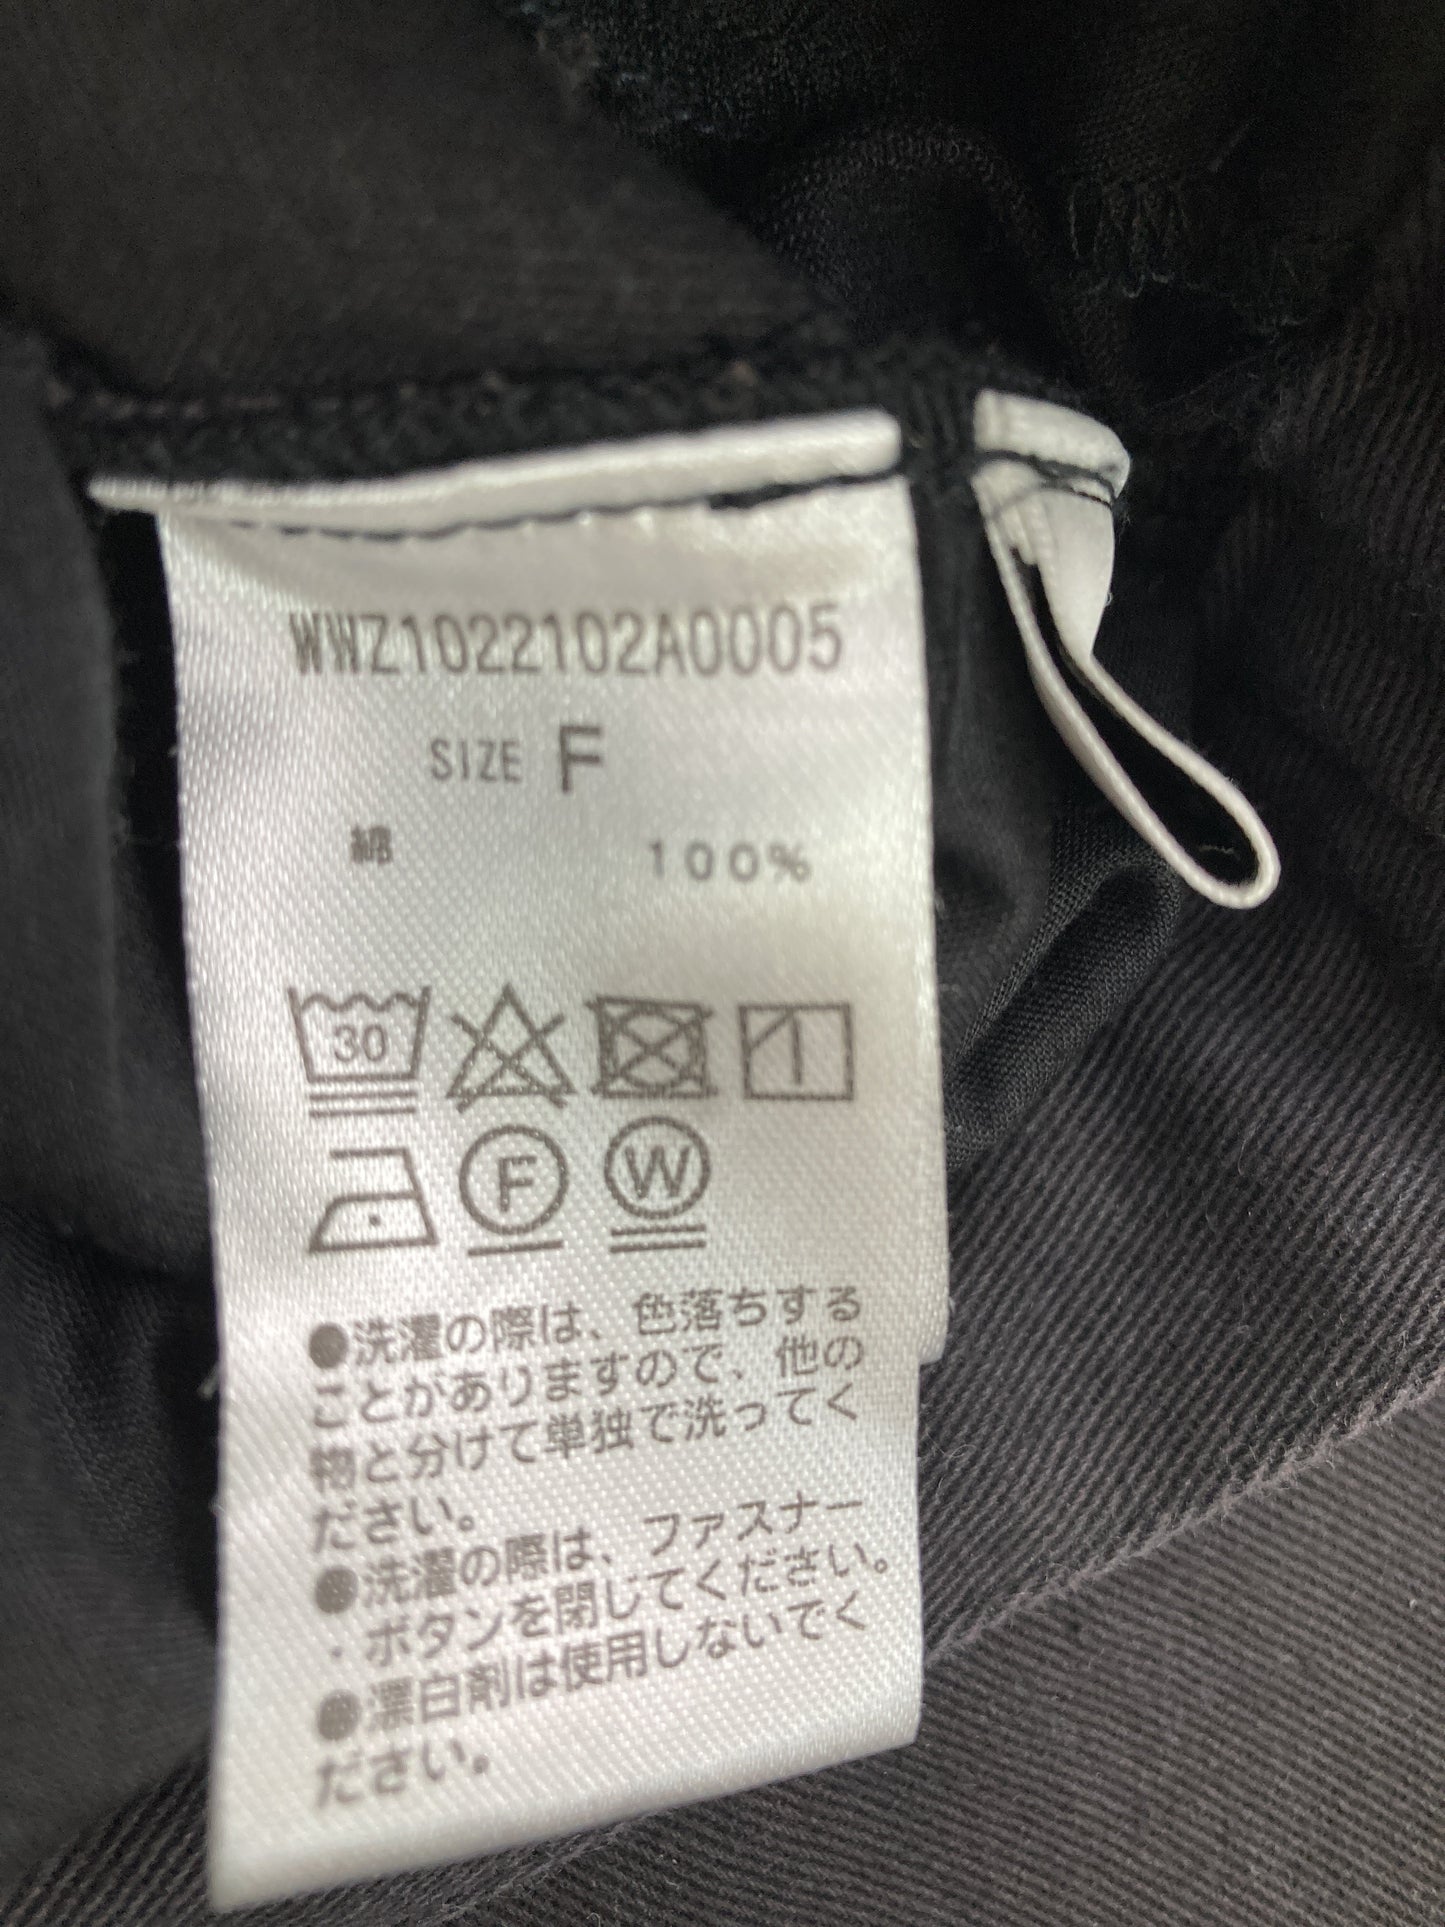 WWZ1022102A0005
SIZE F
綿 100%
30
F W
●洗濯の際は、色落ちする
ことがありますので、他の
物と分けて単独で洗ってく
ださい。
●洗濯の際は、ファスナー
・ボタンを閉じてください。
●漂白剤は使用しないでく
ださい。